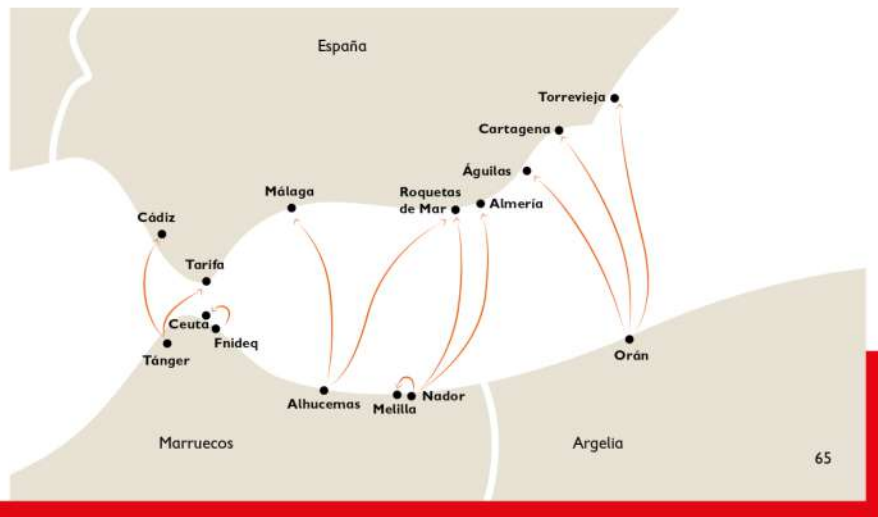 España
Torrevieja
Cartagena
Águilas
Málaga
Roquetas
de Mar
Almería
Cádiz
Tarifa
Ceuta
Fnideq
Tánger
Orán
Alhucemas
Melilla
Nador
Marruecos
Argelia
65